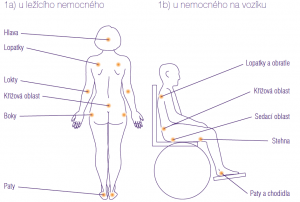 1a) u ležícího nemocného
Hlava
Lopatky
Lokty
Křížová oblast
Boky
Paty
1b) u nemocného na vozíku
Lopatky a obratle
Křížová oblast
Sedací oblast
Stehna
Paty a chodidla